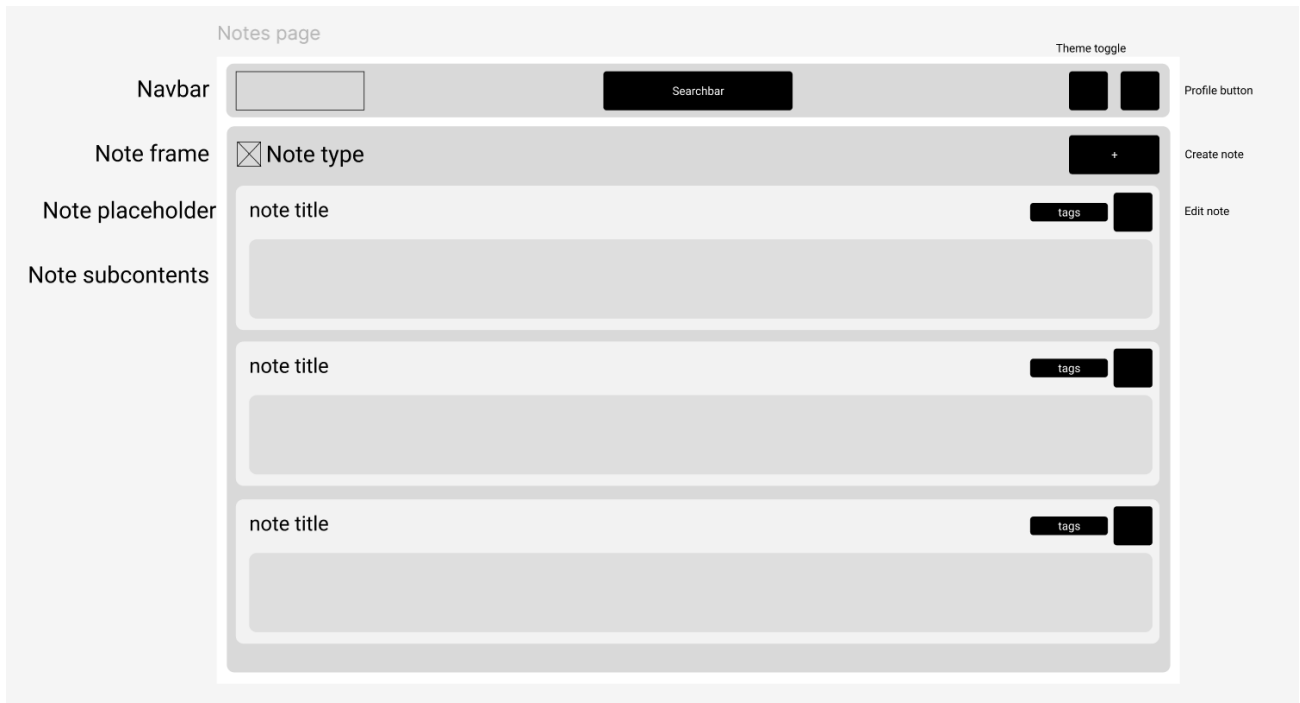 Notes page
Theme toggle
Navbar
Searchbar
Profile button
Note frame
Note type
+
Create note
Note placeholder
note title
tags
Edit note
Note subcontents
note title
tags
note title
tags